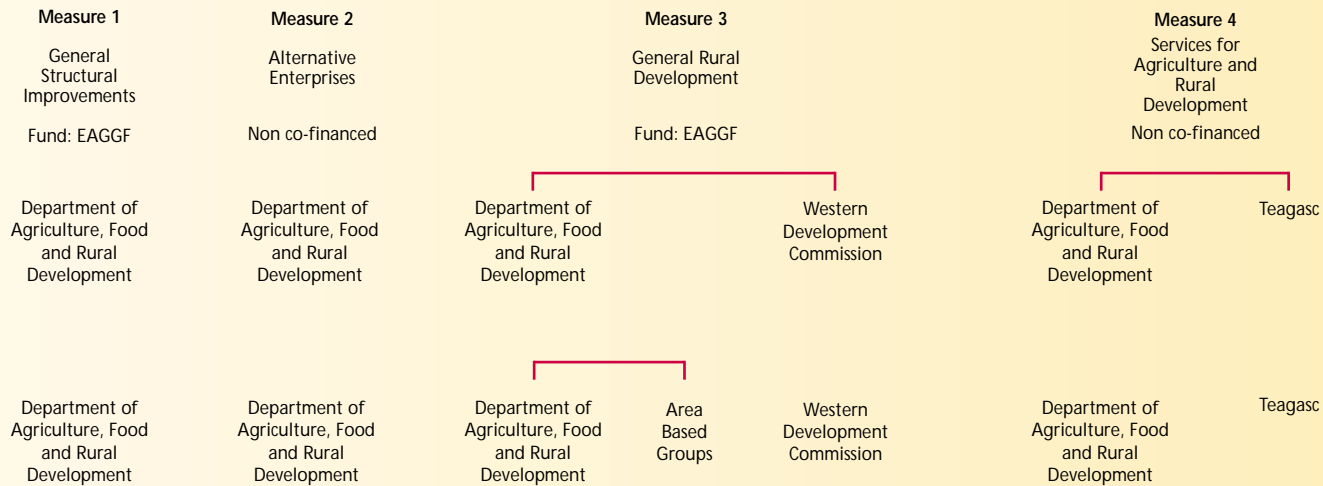 Measure 1
General
Structural
Improvements
Fund: EAGGF
Measure 2
Alternative
Enterprises
Non co-financed
Measure 3
General Rural
Development
Fund: EAGGF
Measure 4
Services for
Agriculture and
Rural
Development
Non co-financed
Department of
Agriculture, Food
and Rural
Development
Department of
Agriculture, Food
and Rural
Development
Department of
Agriculture, Food
and Rural
Development
Western
Development
Commission
Department of
Agriculture, Food
and Rural
Development
Teagasc
Department of
Agriculture, Food
and Rural
Development
Department of
Agriculture, Food
and Rural
Development
Department of
Agriculture, Food
and Rural
Development
Area
Based
Groups
Western
Development
Commission
Department of
Agriculture, Food
and Rural
Development
Teagasc